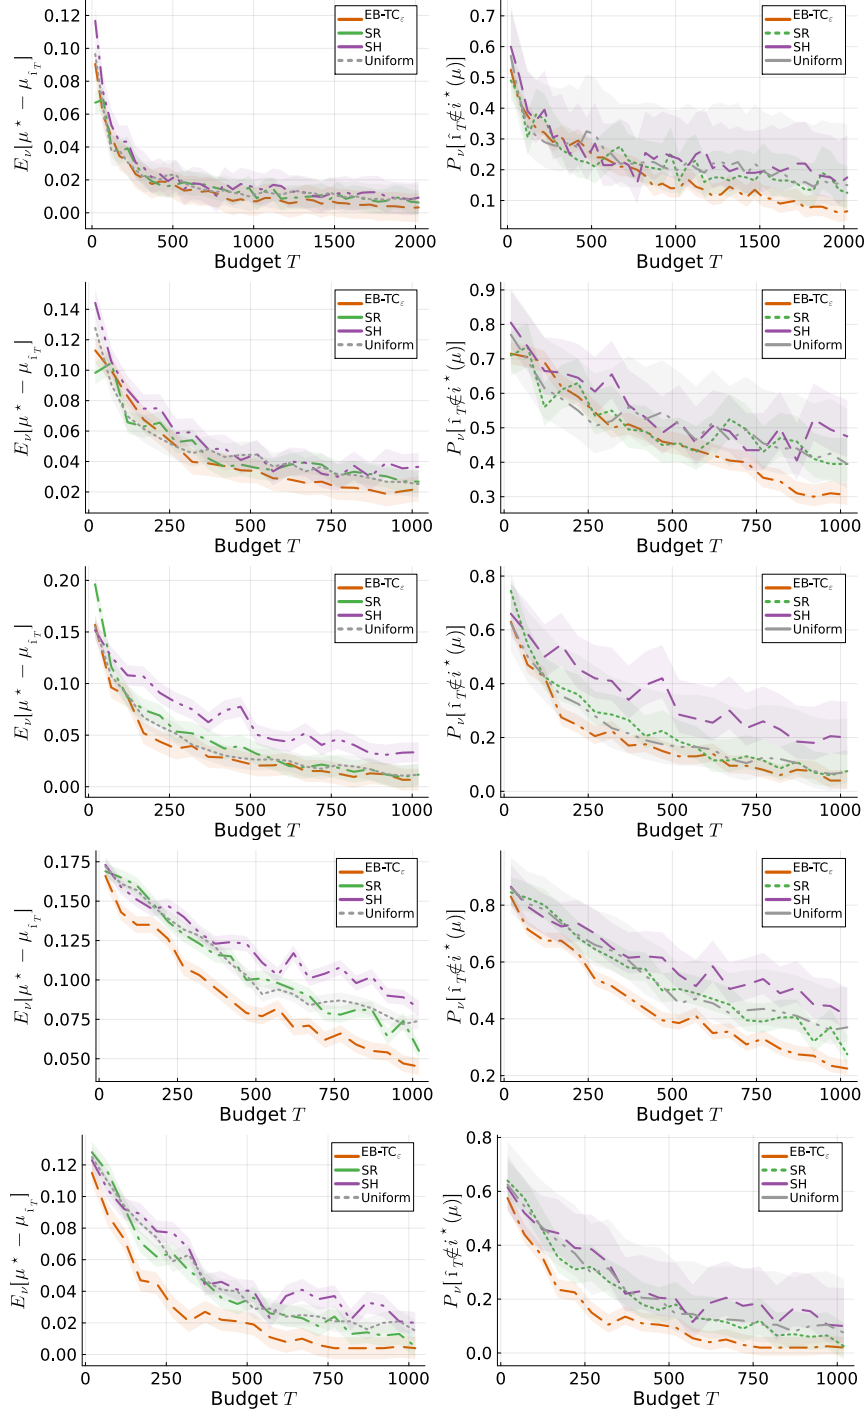 E_ν[μ* − μ_{î_T}]
0.12
0.10
0.08
0.06
0.04
0.02
0.00
EB-TC_ε
SR
SH
Uniform
0 500 1000 1500 2000
Budget T
P_ν[î_T ∉ i*(μ)]
0.7
0.6
0.5
0.4
0.3
0.2
0.1
EB-TC_ε
SR
SH
Uniform
0 500 1000 1500 2000
Budget T
E_ν[μ* − μ_{î_T}]
0.14
0.12
0.10
0.08
0.06
0.04
0.02
EB-TC_ε
SR
SH
Uniform
0 250 500 750 1000
Budget T
P_ν[î_T ∉ i*(μ)]
0.9
0.8
0.7
0.6
0.5
0.4
0.3
EB-TC_ε
SR
SH
Uniform
0 250 500 750 1000
Budget T
E_ν[μ* − μ_{î_T}]
0.20
0.15
0.10
0.05
0.00
EB-TC_ε
SR
SH
Uniform
0 250 500 750 1000
Budget T
P_ν[î_T ∉ i*(μ)]
0.8
0.6
0.4
0.2
0.0
EB-TC_ε
SR
SH
Uniform
0 250 500 750 1000
Budget T
E_ν[μ* − μ_{î_T}]
0.175
0.150
0.125
0.100
0.075
0.050
EB-TC_ε
SR
SH
Uniform
0 250 500 750 1000
Budget T
P_ν[î_T ∉ i*(μ)]
0.8
0.6
0.4
0.2
EB-TC_ε
SR
SH
Uniform
0 250 500 750 1000
Budget T
E_ν[μ* − μ_{î_T}]
0.12
0.10
0.08
0.06
0.04
0.02
0.00
EB-TC_ε
SR
SH
Uniform
0 250 500 750 1000
Budget T
P_ν[î_T ∉ i*(μ)]
0.8
0.6
0.4
0.2
0.0
EB-TC_ε
SR
SH
Uniform
0 250 500 750 1000
Budget T